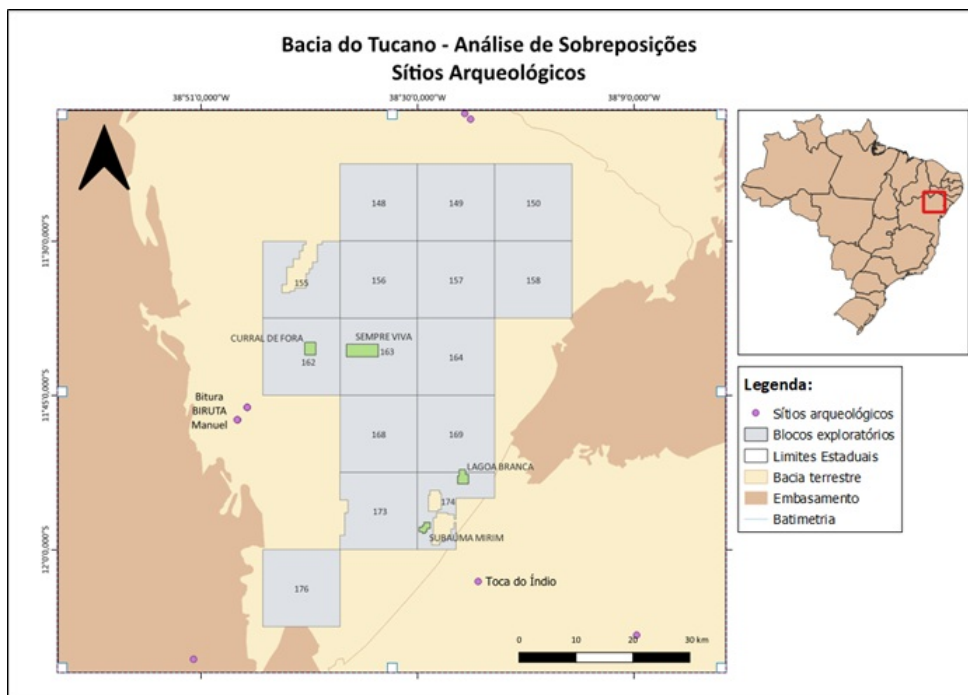 Bacia do Tucano - Análise de Sobreposições
Sítios Arqueológicos
38°51'0,000"W
38°30'0,000"W
38°9'0,000"W
11°30'0,000"S
11°45'0,000"S
12°0'0,000"S
148
149
150
155
156
157
158
CURRAL DE FORA
162
SEMPRE VIVA
163
164
Bitura
BIRUTA
Manuel
168
169
LAGOA BRANCA
173
174
SUBAÚMA MIRIM
176
Toca do Índio
0 10 20 30 km
Legenda:
Sítios arqueológicos
Blocos exploratórios
Limites Estaduais
Bacia terrestre
Embasamento
Batimetria